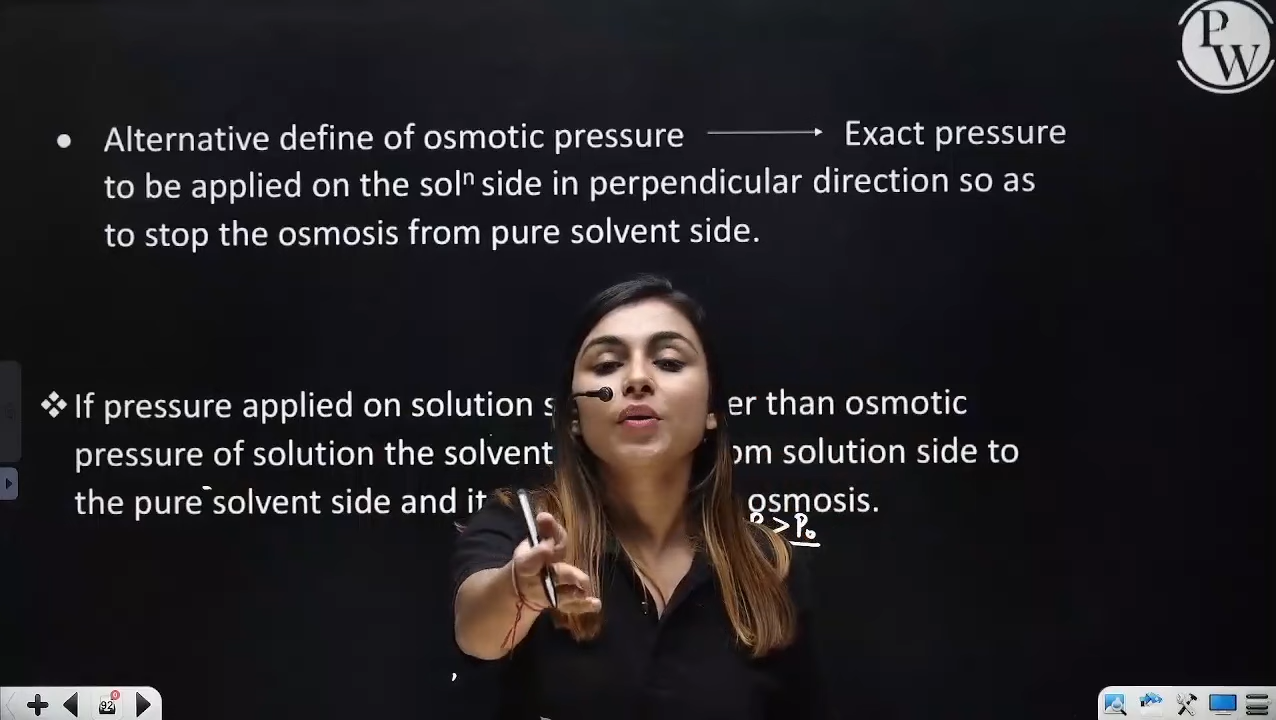 PW
• Alternative define of osmotic pressure ⟶ Exact pressure
to be applied on the solⁿ side in perpendicular direction so as
to stop the osmosis from pure solvent side.
❖ If pressure applied on solution s er than osmotic
pressure of solution the solvent om solution side to
the pure solvent side and it osmosis.
> P₀
92